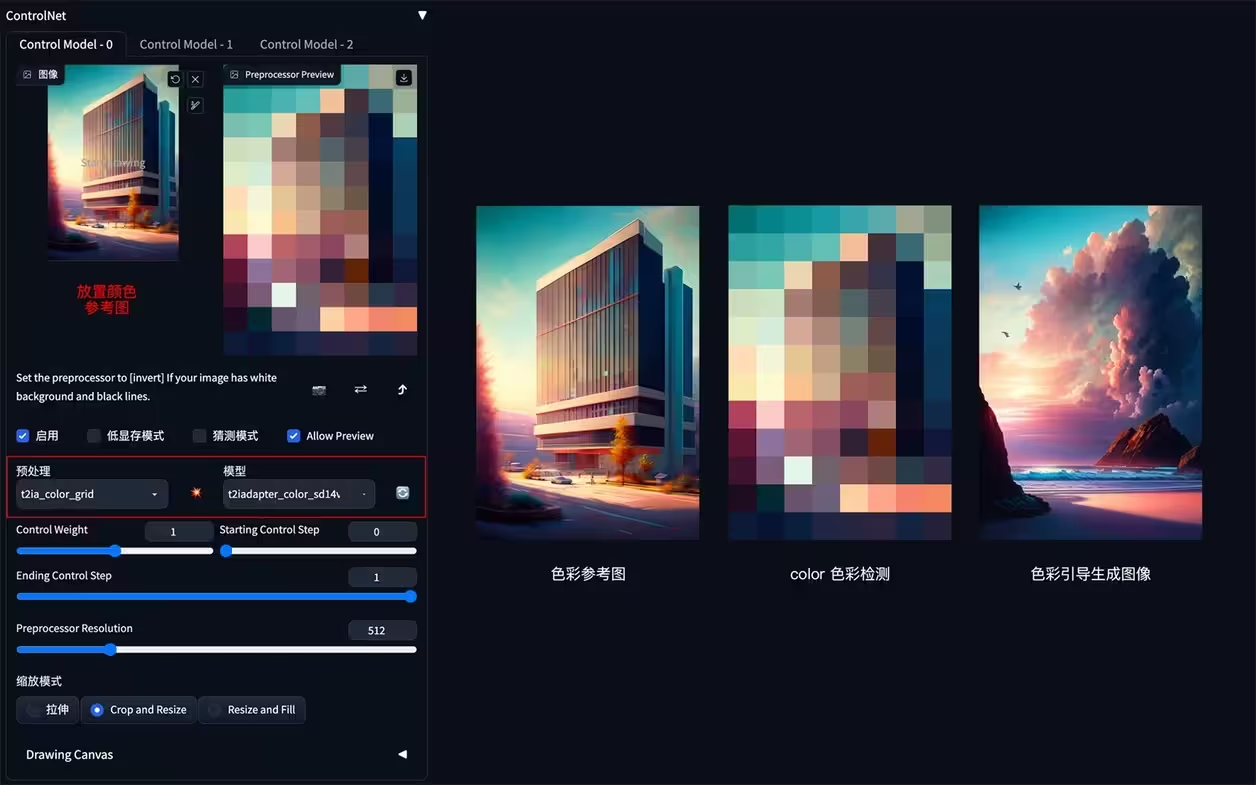 ControlNet
Control Model - 0
Control Model - 1
Control Model - 2
图像
Preprocessor Preview
Start drawing
放置颜色
参考图
Set the preprocessor to [invert] If your image has white
background and black lines.
启用
低显存模式
猜测模式
Allow Preview
预处理
模型
t2ia_color_grid
t2iadapter_color_sd14v
Control Weight
1
Starting Control Step
0
Ending Control Step
1
Preprocessor Resolution
512
缩放模式
拉伸
Crop and Resize
Resize and Fill
Drawing Canvas
色彩参考图
color 色彩检测
色彩引导生成图像